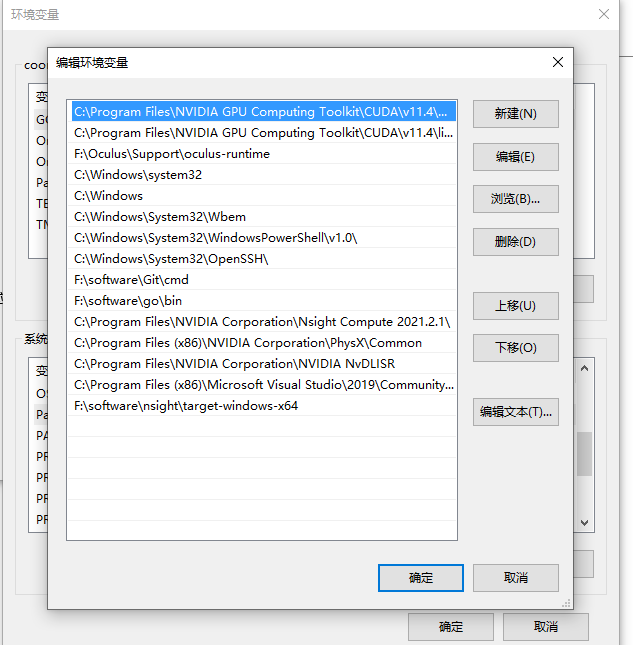 环境变量
编辑环境变量
C:\Program Files\NVIDIA GPU Computing Toolkit\CUDA\v11.4\...
C:\Program Files\NVIDIA GPU Computing Toolkit\CUDA\v11.4\li...
F:\Oculus\Support\oculus-runtime
C:\Windows\system32
C:\Windows
C:\Windows\System32\Wbem
C:\Windows\System32\WindowsPowerShell\v1.0\
C:\Windows\System32\OpenSSH\
F:\software\Git\cmd
F:\software\go\bin
C:\Program Files\NVIDIA Corporation\Nsight Compute 2021.2.1\
C:\Program Files (x86)\NVIDIA Corporation\PhysX\Common
C:\Program Files\NVIDIA Corporation\NVIDIA NvDLISR
C:\Program Files (x86)\Microsoft Visual Studio\2019\Community...
F:\software\nsight\target-windows-x64
新建(N)
编辑(E)
浏览(B)...
删除(D)
上移(U)
下移(O)
编辑文本(T)...
确定
取消
coo
变
Pa
TE
系统
变
Pa
PA
PR
PR
PR
PR
确定
取消